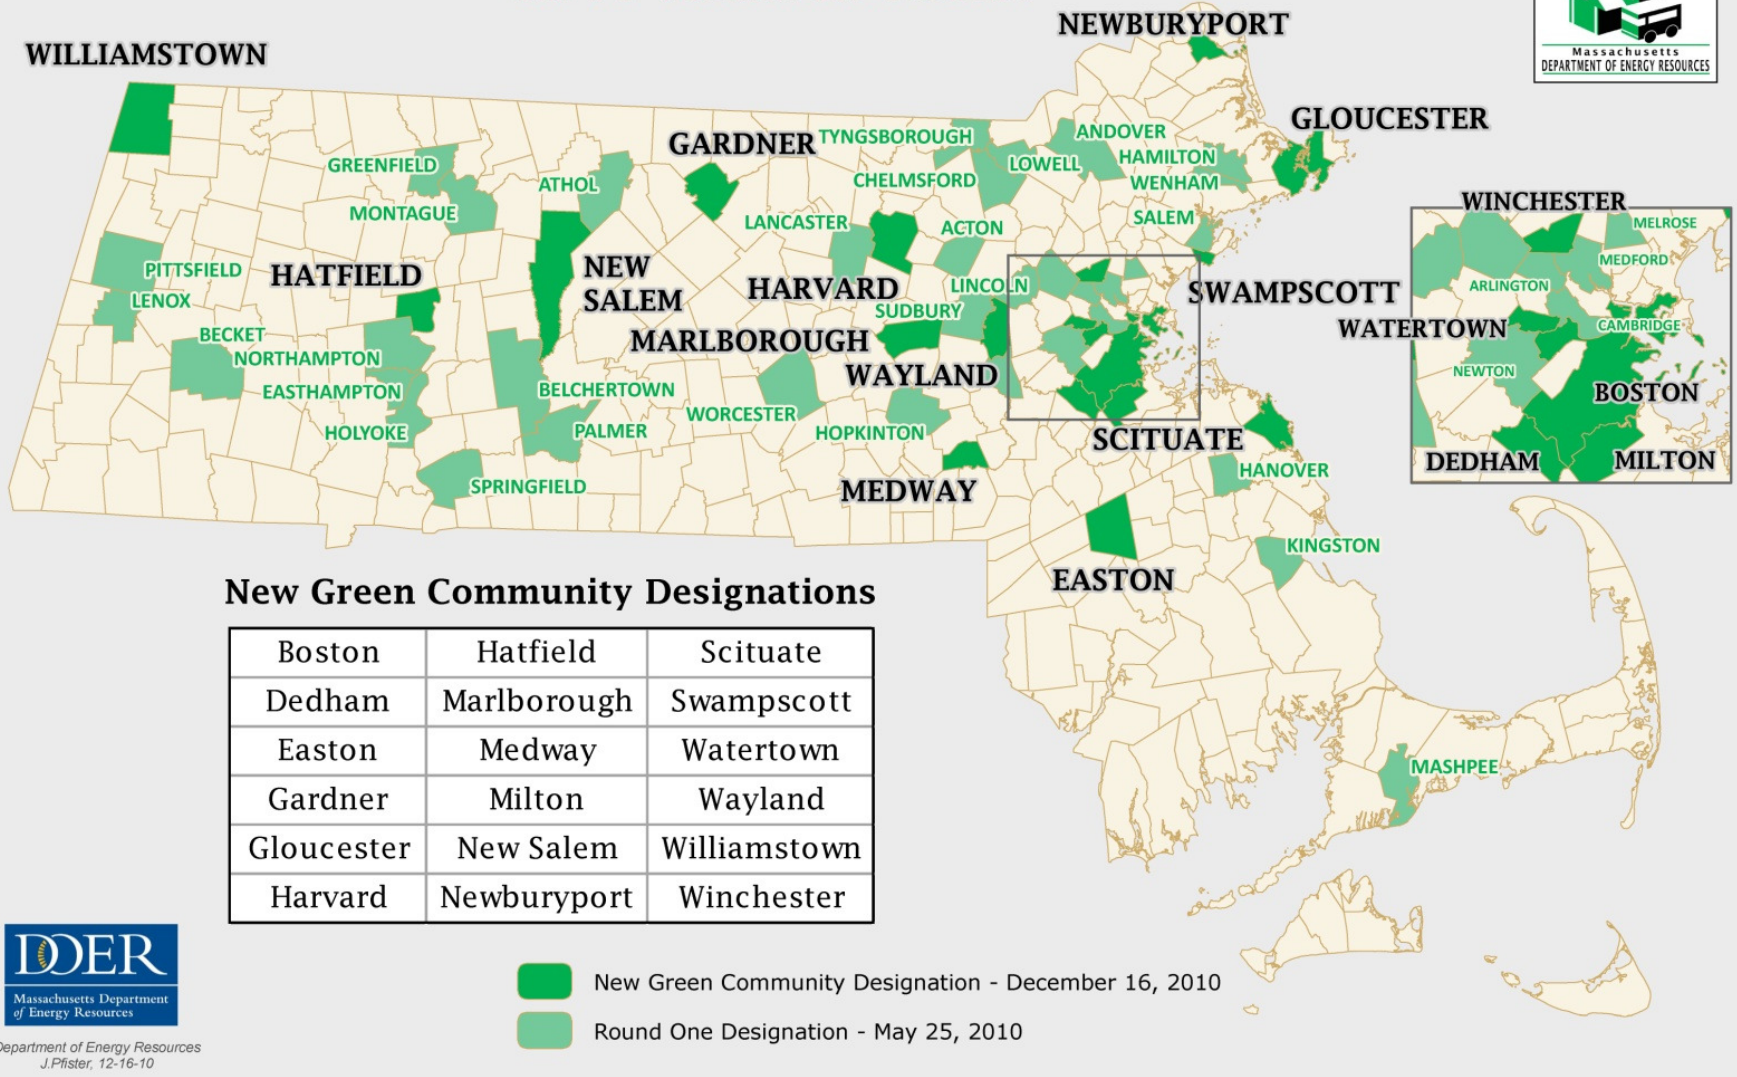 NEWBURYPORT
WILLIAMSTOWN
Massachusetts
DEPARTMENT OF ENERGY RESOURCES
GLOUCESTER
GARDNER
TYNGSBOROUGH
ANDOVER
GREENFIELD
LOWELL
HAMILTON
ATHOL
CHELMSFORD
WENHAM
MONTAGUE
LANCASTER
ACTON
SALEM
WINCHESTER
MELROSE
MEDFORD
PITTSFIELD
HATFIELD
NEW
SALEM
HARVARD
LINCOLN
SWAMPSCOTT
ARLINGTON
LENOX
SUDBURY
WATERTOWN
CAMBRIDGE
BECKET
MARLBOROUGH
NORTHAMPTON
WAYLAND
NEWTON
EASTHAMPTON
BELCHERTOWN
BOSTON
WORCESTER
HOLYOKE
PALMER
HOPKINTON
SCITUATE
DEDHAM
MILTON
SPRINGFIELD
MEDWAY
HANOVER
KINGSTON
EASTON
MASHPEE
New Green Community Designations
Boston Hatfield Scituate
Dedham Marlborough Swampscott
Easton Medway Watertown
Gardner Milton Wayland
Gloucester New Salem Williamstown
Harvard Newburyport Winchester
New Green Community Designation - December 16, 2010
Round One Designation - May 25, 2010
DOER
Massachusetts Department
of Energy Resources
Department of Energy Resources
J.Pfister, 12-16-10